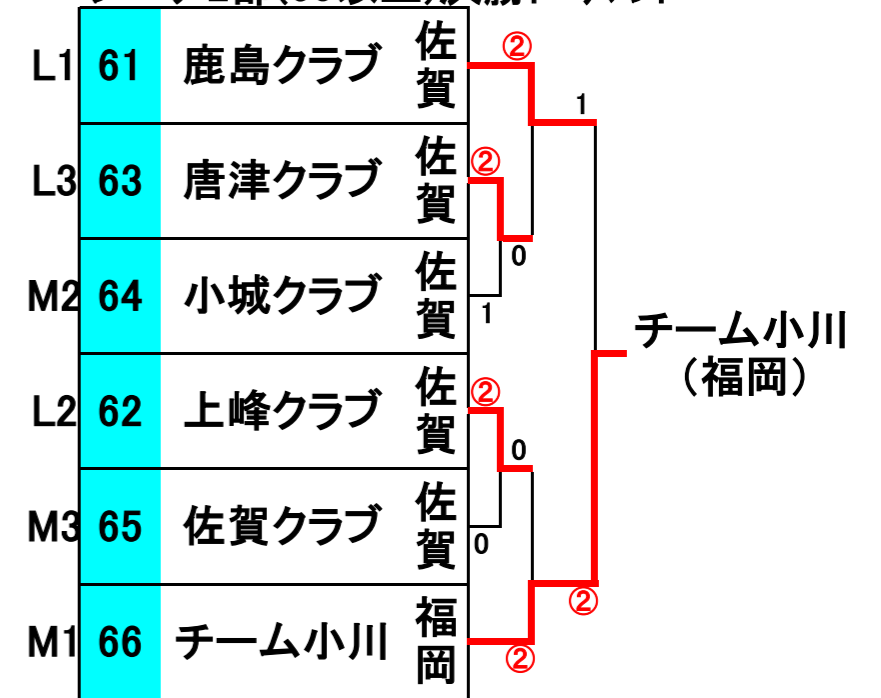 L1 61 鹿島クラブ 佐賀 ②
1
L3 63 唐津クラブ 佐賀 ②
0
M2 64 小城クラブ 佐賀 1
チーム小川
（福岡）
L2 62 上峰クラブ 佐賀 ②
0
M3 65 佐賀クラブ 佐賀 0
②
M1 66 チーム小川 福岡 ②